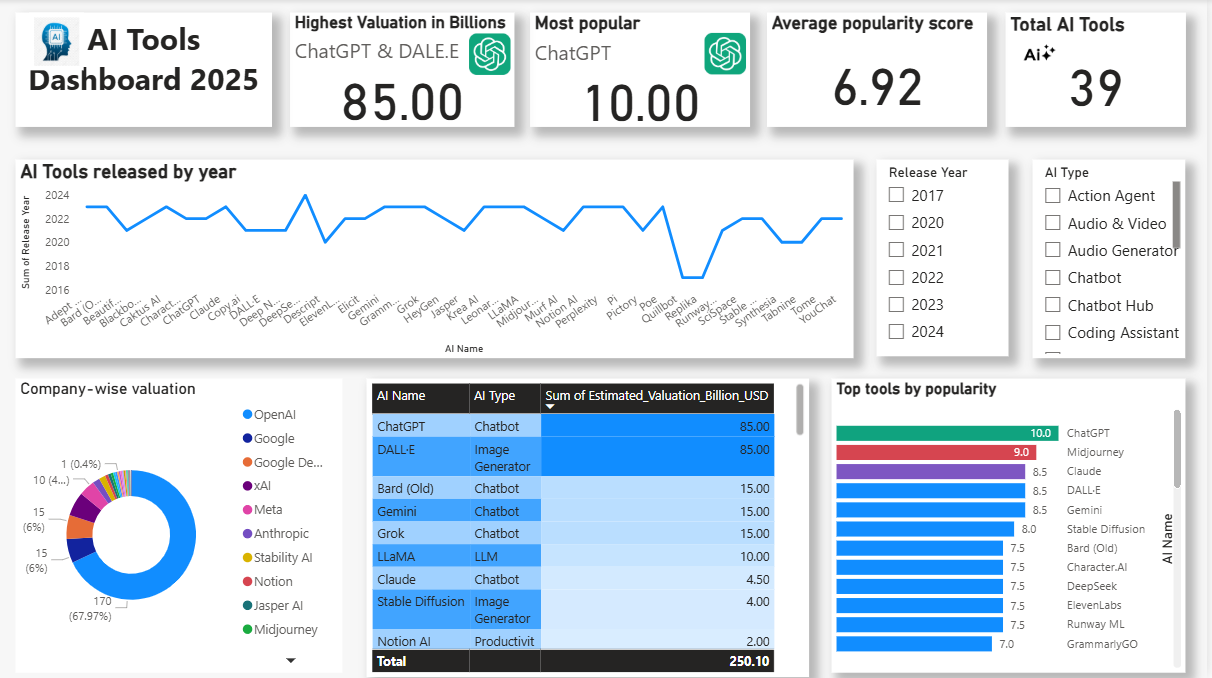 AI
AI Tools
Dashboard 2025
Highest Valuation in Billions
ChatGPT & DALE.E
85.00
Most popular
ChatGPT
10.00
Average popularity score
6.92
Total AI Tools
Ai
39
AI Tools released by year
Sum of Release Year
2024
2022
2020
2018
2016
Adept ...
Bard (O...
Beautif...
Blackbo...
Caktus AI
Charact...
ChatGPT
Claude
Copy.ai
DALL·E
Deep N...
DeepSe...
Descript
ElevenL...
Elicit
Gemini
Gramm...
Grok
HeyGen
Jasper
Krea AI
Leonar...
LLaMA
Midjour...
Murf AI
Notion AI
Perplexity
Pi
Pictory
Poe
Quillbot
Replika
Runway...
SciSpace
Stable ...
Synthesia
Tabnine
Tome
YouChat
AI Name
Release Year
2017
2020
2021
2022
2023
2024
AI Type
Action Agent
Audio & Video
Audio Generator
Chatbot
Chatbot Hub
Coding Assistant
Company-wise valuation
1 (0.4%)
10 (4...)
15
(6%)
15
(6%)
170
(67.97%)
OpenAI
Google
Google De...
xAI
Meta
Anthropic
Stability AI
Notion
Jasper AI
Midjourney
AI Name AI Type Sum of Estimated_Valuation_Billion_USD
ChatGPT Chatbot 85.00
DALL·E Image Generator 85.00
Bard (Old) Chatbot 15.00
Gemini Chatbot 15.00
Grok Chatbot 15.00
LLaMA LLM 10.00
Claude Chatbot 4.50
Stable Diffusion Image Generator 4.00
Notion AI Productivit 2.00
Total 250.10
Top tools by popularity
10.0 ChatGPT
9.0 Midjourney
8.5 Claude
8.5 DALL·E
8.5 Gemini
8.0 Stable Diffusion
7.5 Bard (Old)
7.5 Character.AI
7.5 DeepSeek
7.5 ElevenLabs
7.5 Runway ML
7.0 GrammarlyGO
AI Name